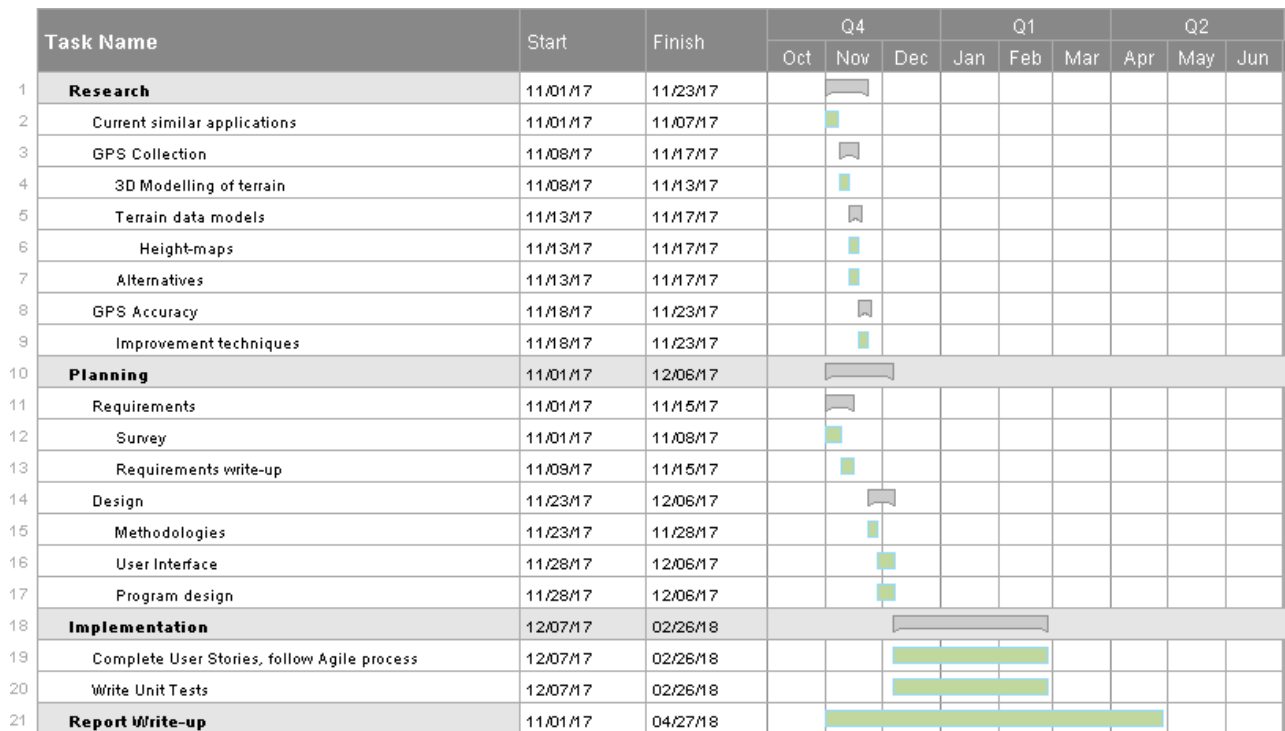 Task Name Start Finish Q4 Q1 Q2
Oct Nov Dec Jan Feb Mar Apr May Jun
1 Research 11/01/17 11/23/17
2 Current similar applications 11/01/17 11/07/17
3 GPS Collection 11/08/17 11/17/17
4 3D Modelling of terrain 11/08/17 11/13/17
5 Terrain data models 11/13/17 11/17/17
6 Height-maps 11/13/17 11/17/17
7 Alternatives 11/13/17 11/17/17
8 GPS Accuracy 11/18/17 11/23/17
9 Improvement techniques 11/18/17 11/23/17
10 Planning 11/01/17 12/06/17
11 Requirements 11/01/17 11/15/17
12 Survey 11/01/17 11/08/17
13 Requirements write-up 11/09/17 11/15/17
14 Design 11/23/17 12/06/17
15 Methodologies 11/23/17 11/28/17
16 User Interface 11/28/17 12/06/17
17 Program design 11/28/17 12/06/17
18 Implementation 12/07/17 02/26/18
19 Complete User Stories, follow Agile process 12/07/17 02/26/18
20 Write Unit Tests 12/07/17 02/26/18
21 Report Write-up 11/01/17 04/27/18